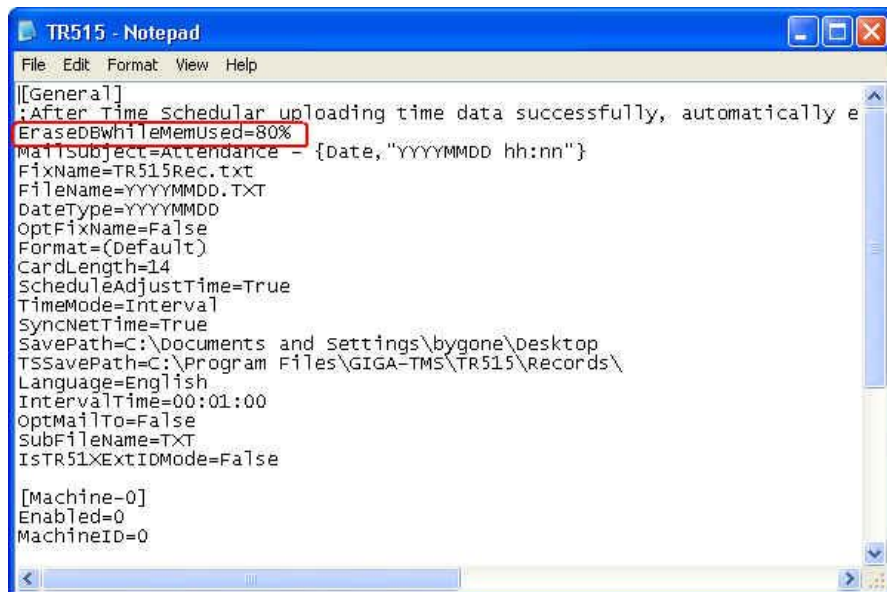 TR515 - Notepad
File Edit Format View Help
[General]
;After Time Schedular uploading time data successfully, automatically e
EraseDBWhileMemUsed=80%
MailSubject=Attendance - {Date,"YYYYMMDD hh:nn"}
FixName=TR515Rec.txt
FileName=YYYYMMDD.TXT
DateType=YYYYMMDD
OptFixName=False
Format=(Default)
CardLength=14
ScheduleAdjustTime=True
TimeMode=Interval
SyncNetTime=True
SavePath=C:\Documents and Settings\bygone\Desktop
TSSavePath=C:\Program Files\GIGA-TMS\TR515\Records\
Language=English
IntervalTime=00:01:00
OptMailTo=False
SubFileName=TXT
IsTR51XExtIDMode=False
[Machine-0]
Enabled=0
MachineID=0